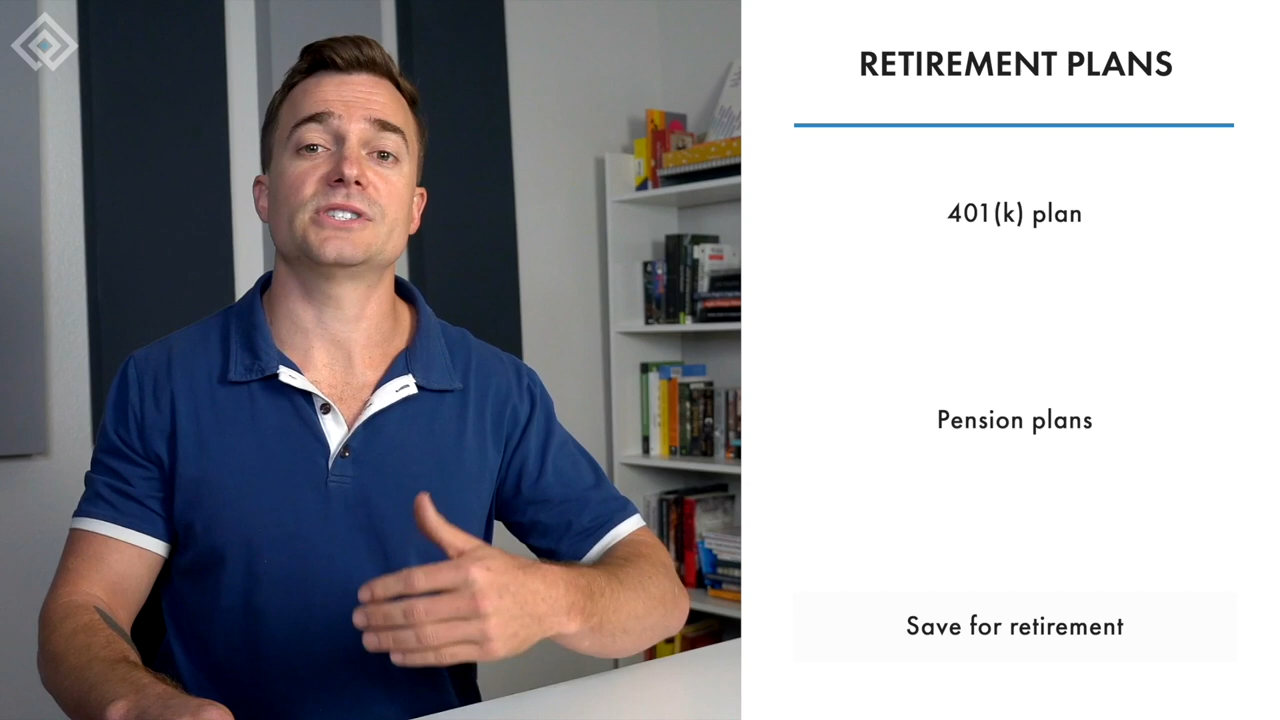 RETIREMENT PLANS
401(k) plan
Pension plans
Save for retirement